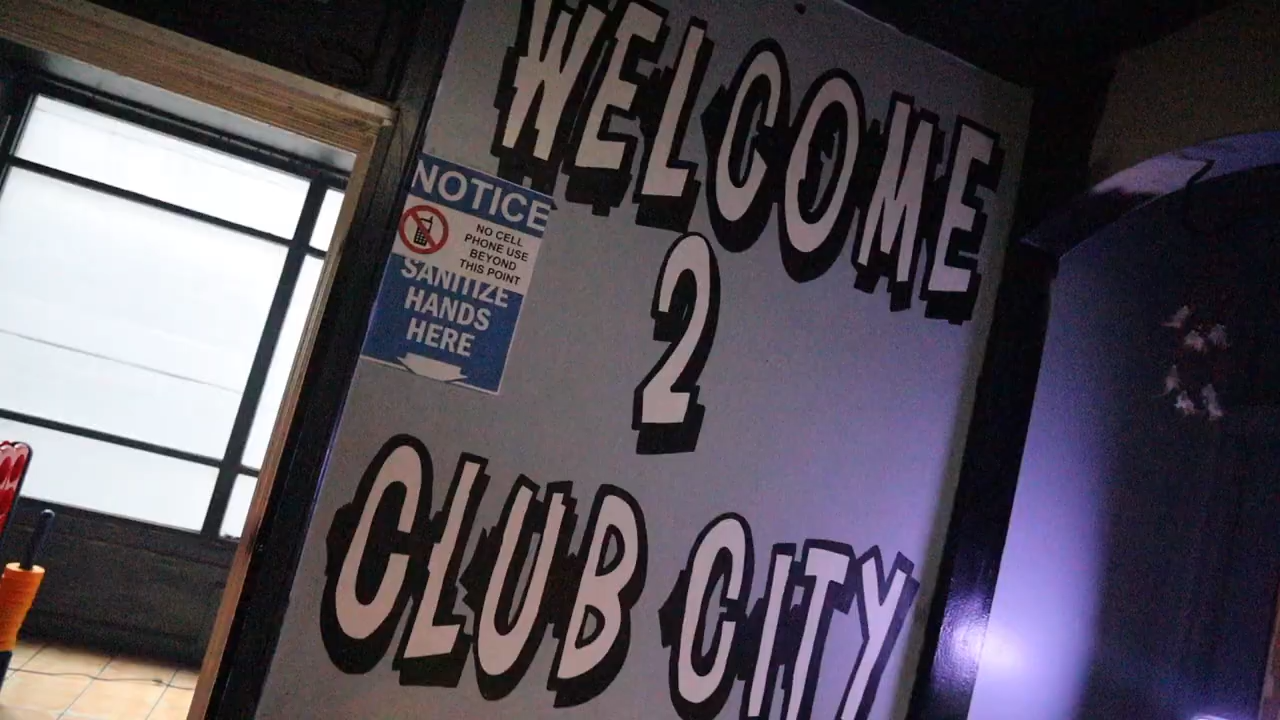 WELCOME
2
CLUB CITY
NOTICE
NO CELL
PHONE USE
BEYOND
THIS POINT
SANITIZE
HANDS
HERE